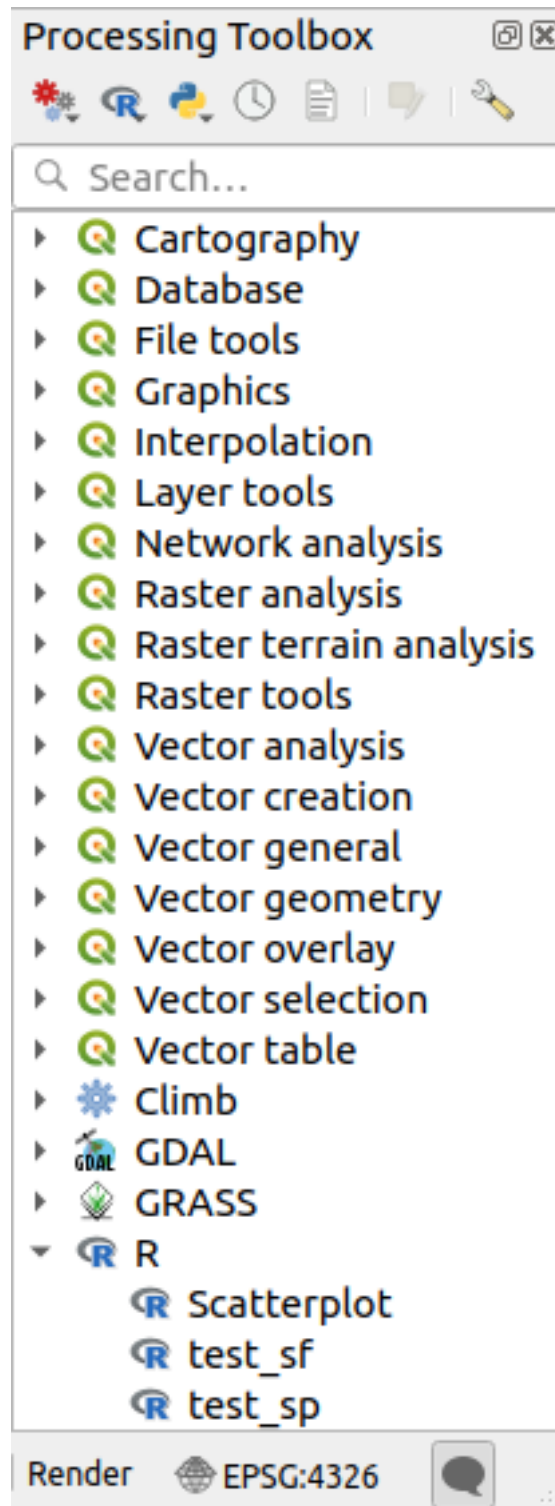 Processing Toolbox
Search...
Cartography
Database
File tools
Graphics
Interpolation
Layer tools
Network analysis
Raster analysis
Raster terrain analysis
Raster tools
Vector analysis
Vector creation
Vector general
Vector geometry
Vector overlay
Vector selection
Vector table
Climb
GDAL GDAL
GRASS
R R
R Scatterplot
R test_sf
R test_sp
Render EPSG:4326